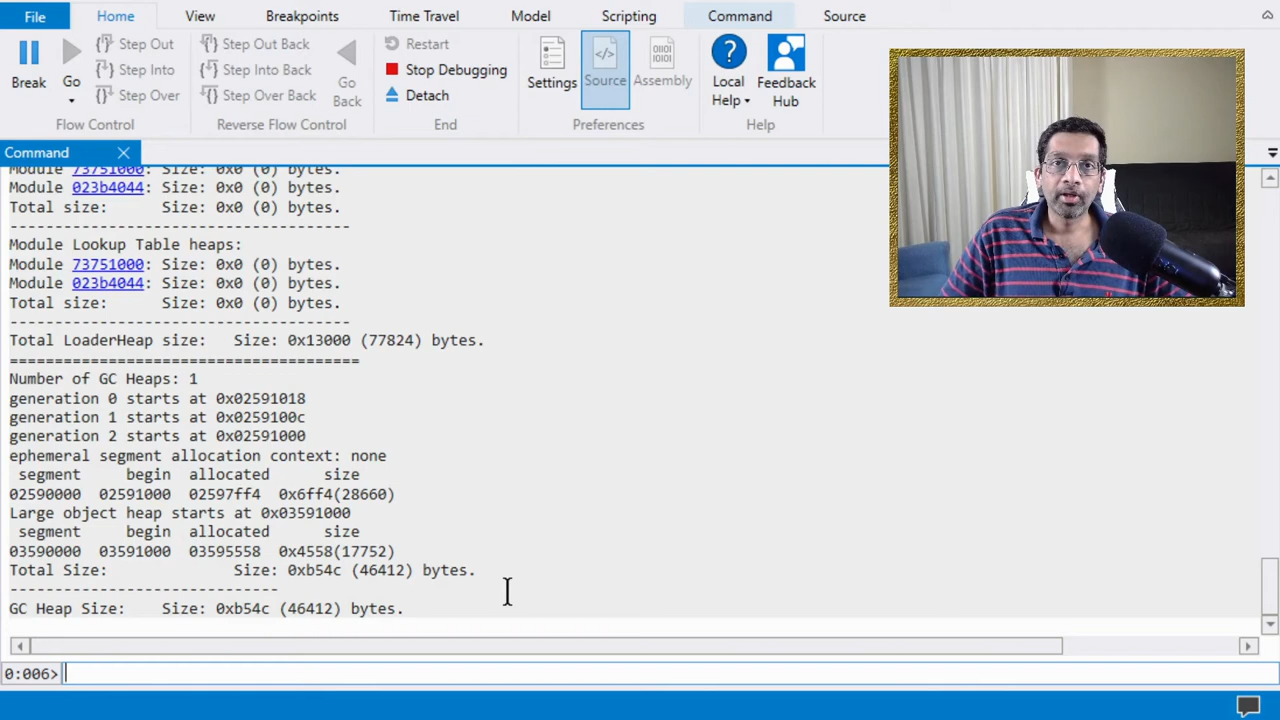 File Home View Breakpoints Time Travel Model Scripting Command Source
Break
Go
Step Out
Step Into
Step Over
Flow Control
Step Out Back
Step Into Back
Step Over Back
Go
Back
Reverse Flow Control
Restart
Stop Debugging
Detach
End
Settings
Source
Assembly
Preferences
Local
Help
Feedback
Hub
Help
Command
Module 73751000: Size: 0x0 (0) bytes.
Module 023b4044: Size: 0x0 (0) bytes.
Total size: Size: 0x0 (0) bytes.
--------------------------------------
Module Lookup Table heaps:
Module 73751000: Size: 0x0 (0) bytes.
Module 023b4044: Size: 0x0 (0) bytes.
Total size: Size: 0x0 (0) bytes.
--------------------------------------
Total LoaderHeap size: Size: 0x13000 (77824) bytes.
=======================================
Number of GC Heaps: 1
generation 0 starts at 0x02591018
generation 1 starts at 0x0259100c
generation 2 starts at 0x02591000
ephemeral segment allocation context: none
segment begin allocated size
02590000 02591000 02597ff4 0x6ff4(28660)
Large object heap starts at 0x03591000
segment begin allocated size
03590000 03591000 03595558 0x4558(17752)
Total Size: Size: 0xb54c (46412) bytes.
------------------------------
GC Heap Size: Size: 0xb54c (46412) bytes.
0:006>